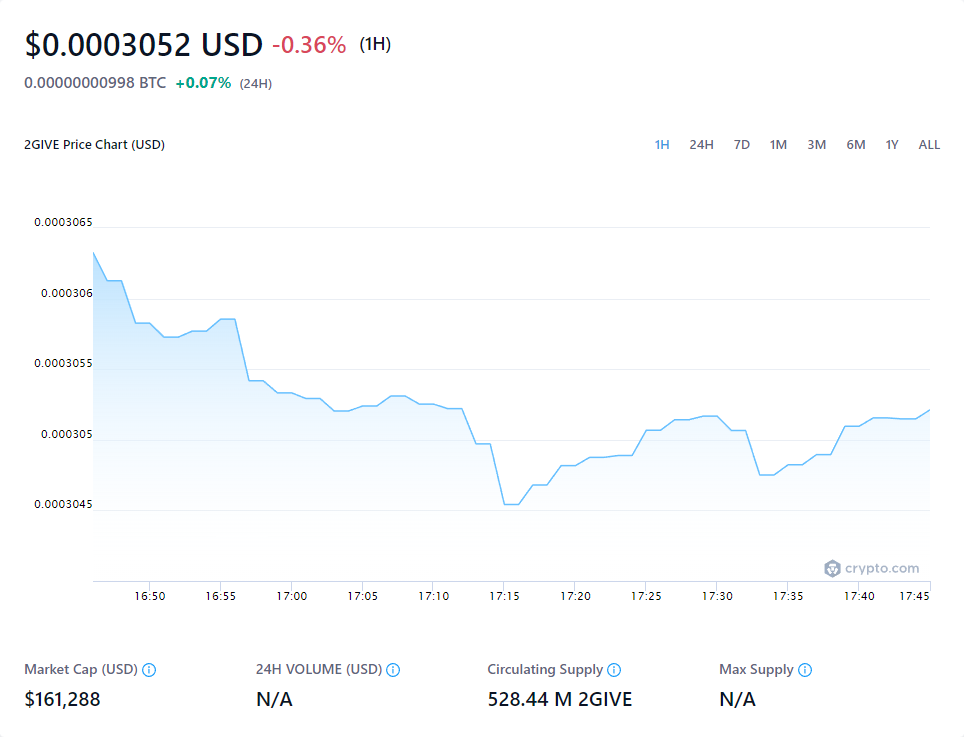 $0.0003052 USD -0.36% (1H)
0.00000000998 BTC +0.07% (24H)
2GIVE Price Chart (USD) 1H 24H 7D 1M 3M 6M 1Y ALL
0.0003065
0.000306
0.0003055
0.000305
0.0003045
crypto.com
16:50 16:55 17:00 17:05 17:10 17:15 17:20 17:25 17:30 17:35 17:40 17:45
Market Cap (USD) 24H VOLUME (USD) Circulating Supply Max Supply
$161,288 N/A 528.44 M 2GIVE N/A